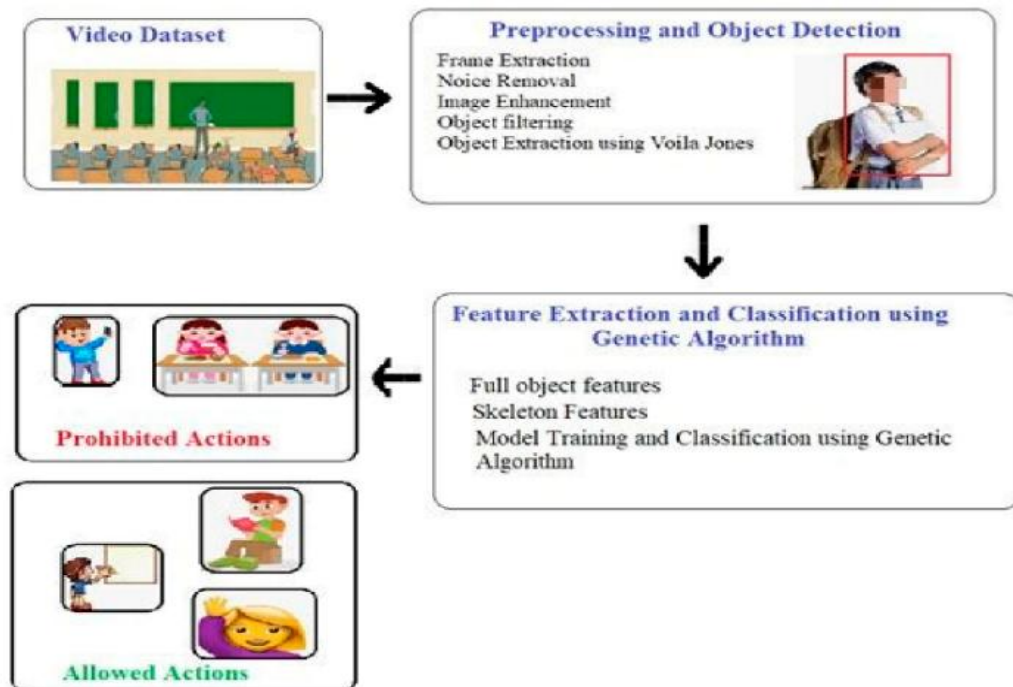 Video Dataset
Preprocessing and Object Detection
Frame Extraction
Noice Removal
Image Enhancement
Object filtering
Object Extraction using Voila Jones
Feature Extraction and Classification using
Genetic Algorithm
Full object features
Skeleton Features
Model Training and Classification using Genetic
Algorithm
Prohibited Actions
Allowed Actions